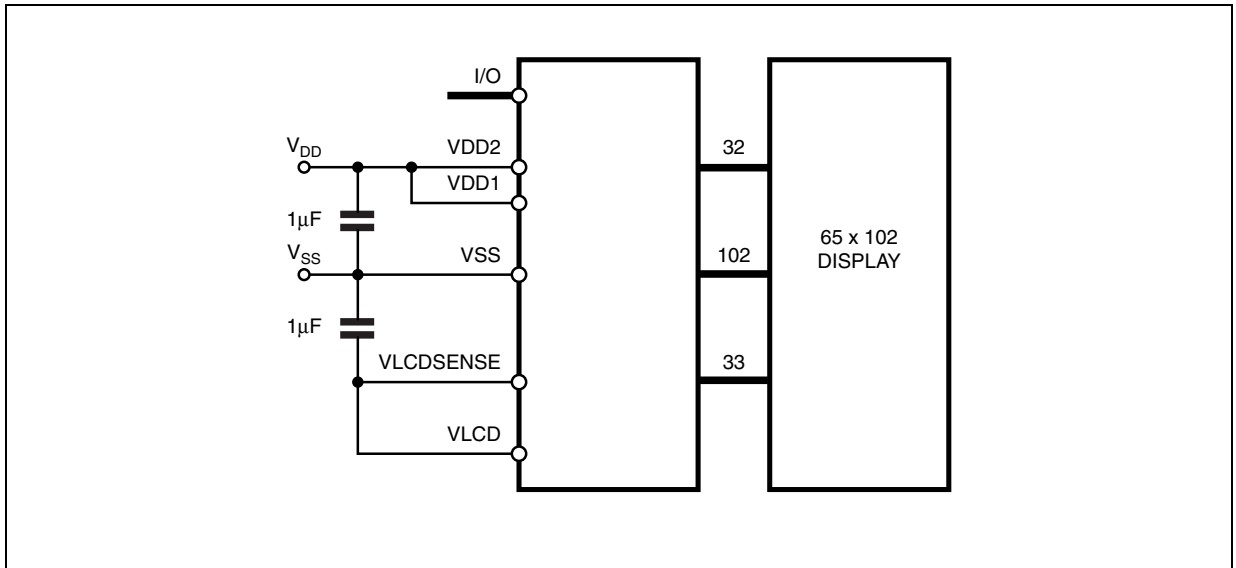 I/O
V_DD
VDD2
32
VDD1
1μF
V_SS
VSS
102
65 x 102
DISPLAY
1μF
VLCDSENSE
33
VLCD